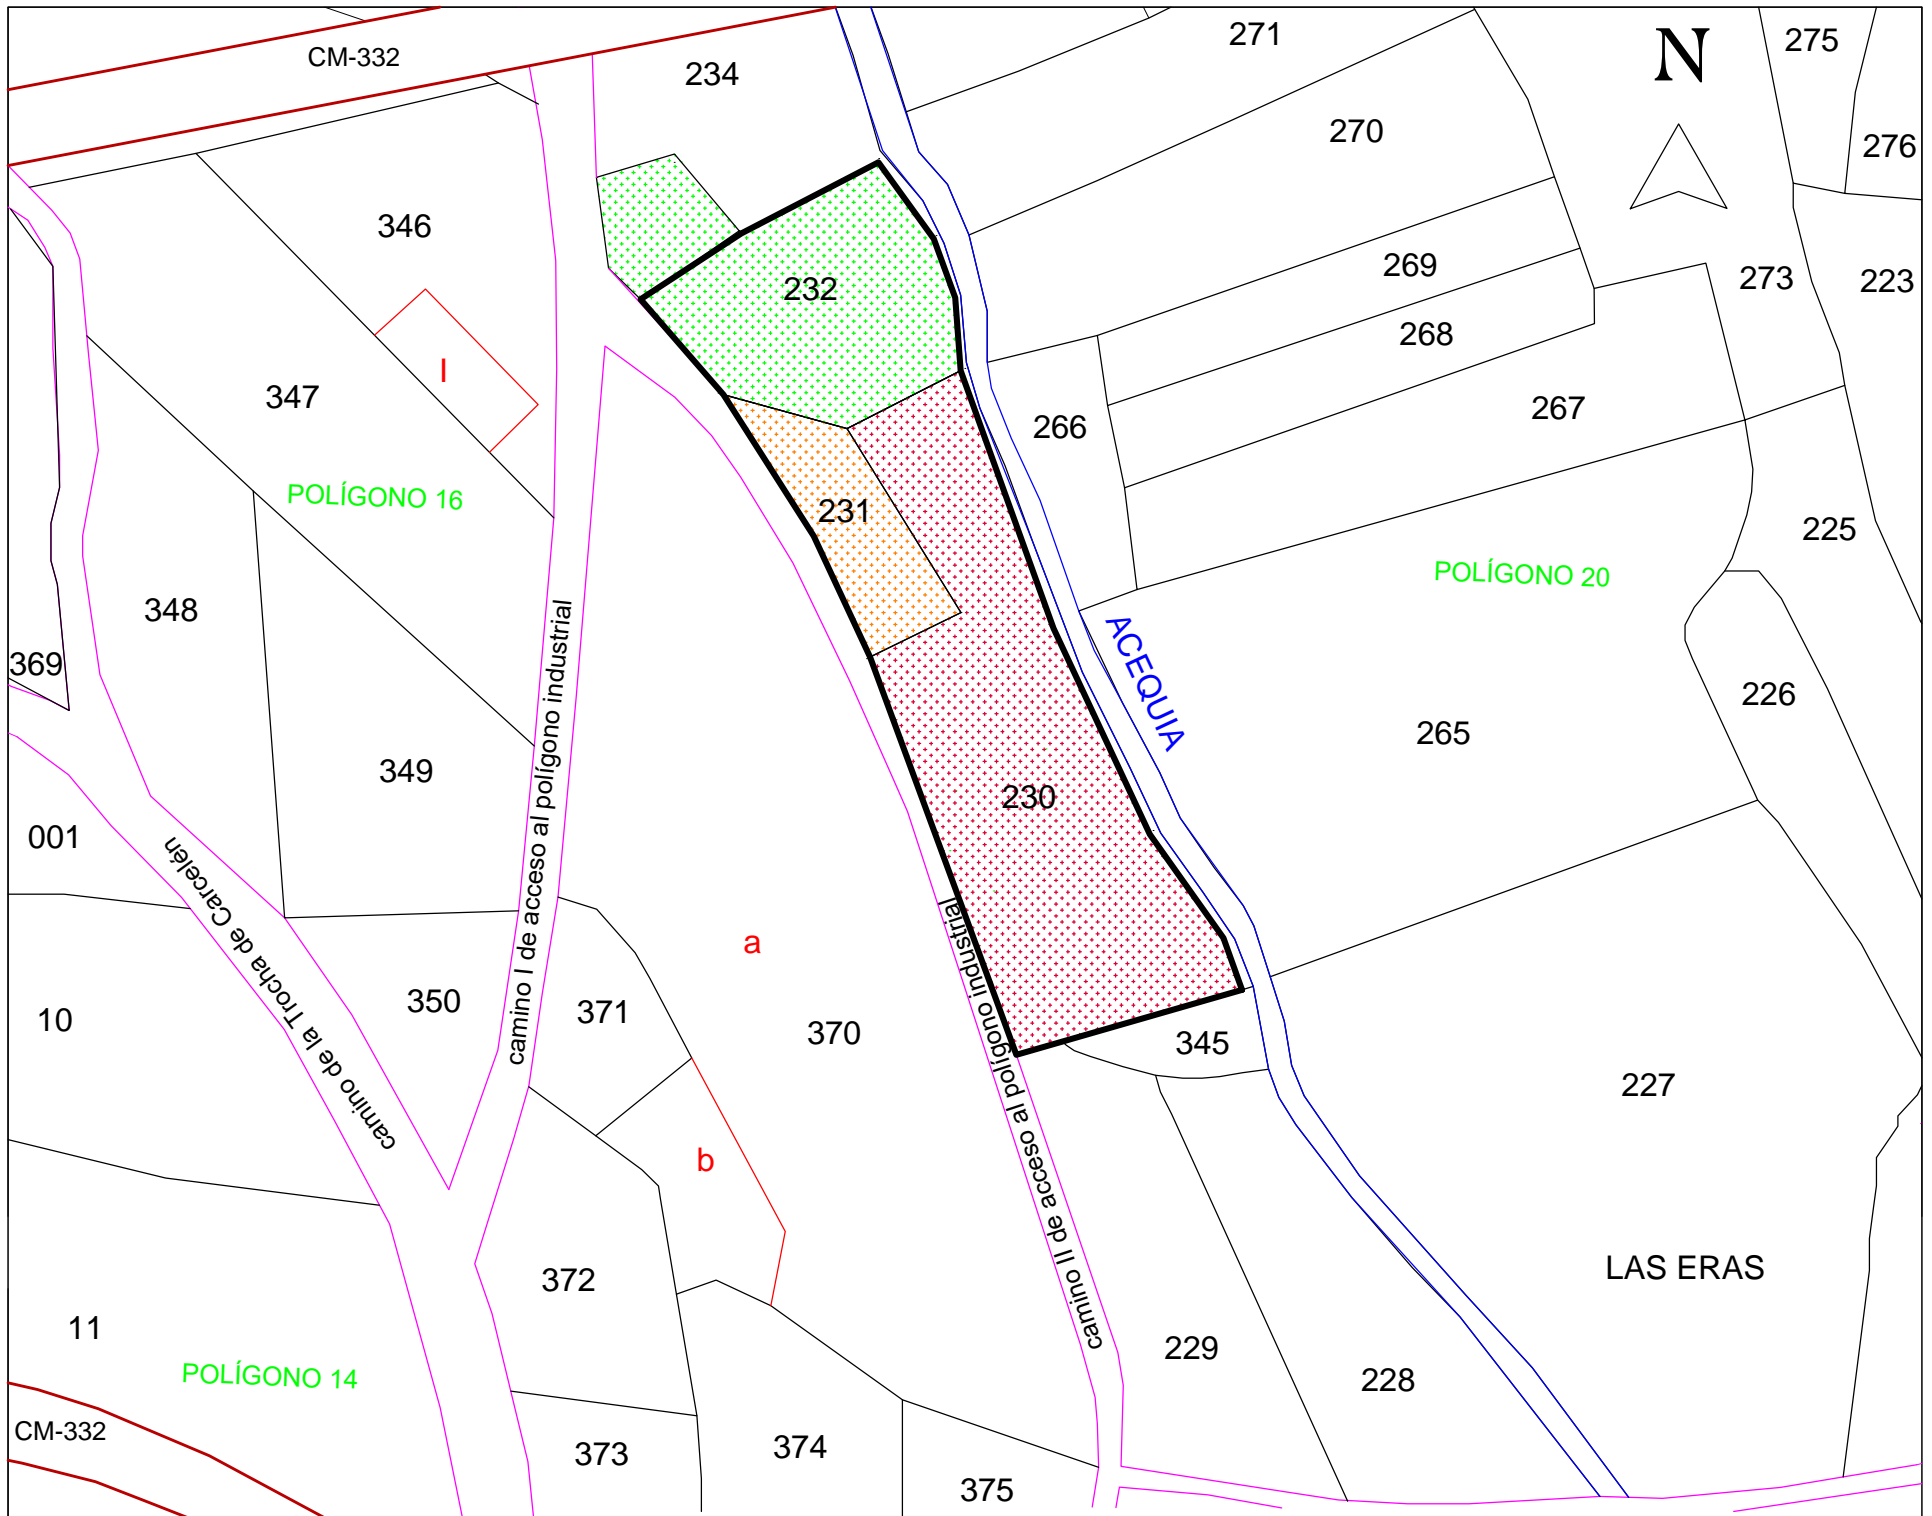 271
275
N
CM-332
234
270
276
346
269
273
223
232
268
I
347
267
266
POLÍGONO 16
231
225
POLÍGONO 20
348
369
camino I de acceso al polígono industrial
ACEQUIA
226
265
349
230
001
camino de la Trocha de Carcelén
a
350
371
370
10
345
camino II de acceso al polígono industrial
227
b
LAS ERAS
372
11
229
POLÍGONO 14
228
CM-332
373
374
375